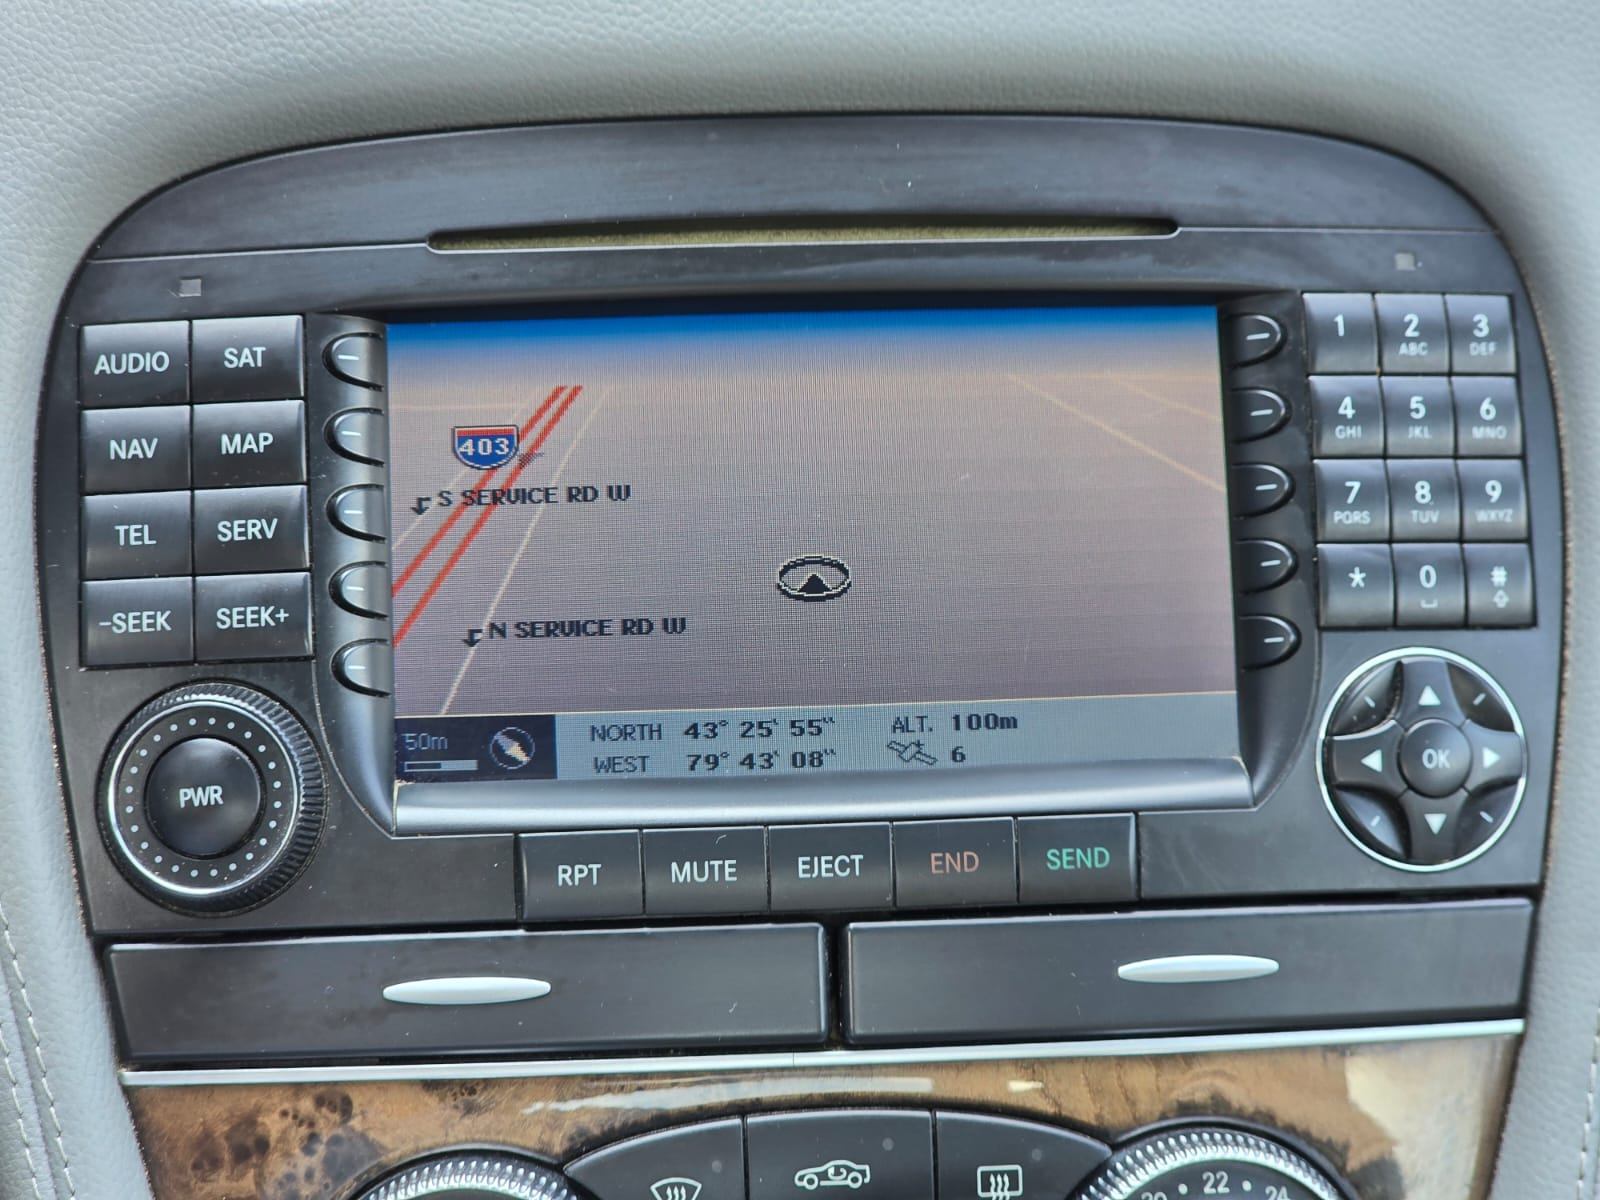 AUDIO SAT
NAV MAP
TEL SERV
-SEEK SEEK+
PWR
403
S SERVICE RD W
N SERVICE RD W
50m
NORTH 43° 25' 55"
WEST 79° 43' 08"
ALT. 100m
6
1 2 ABC 3 DEF
4 GHI 5 JKL 6 MNO
7 PQRS 8 TUV 9 WXYZ
* 0 #
OK
RPT MUTE EJECT END SEND
20 22 24